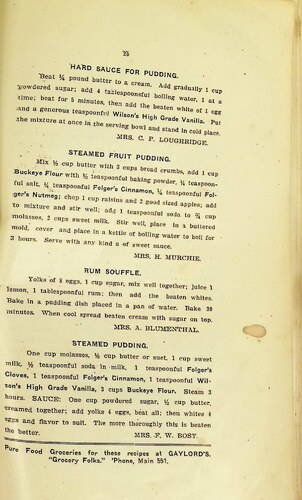 25
HARD SAUCE FOR PUDDING.
Beat ¼ pound butter to a cream. Add gradually 1 cup
powdered sugar; add 4 tablespoonsful boiling water, 1 at a
time; beat for 5 minutes, then add the beaten white of 1 egg
and a generous teaspoonful Wilson's High Grade Vanilla. Put
the mixture at once in the serving bowl and stand in cold place.
MRS. C. P. LOUGHRIDGE.
STEAMED FRUIT PUDDING.
Mix ½ cup butter with 3 cups bread crumbs, add 1 cup
Buckeye Flour with ½ teaspoonful baking powder, ½ teaspoon-
ful salt, ½ teaspoonful Folger's Cinnamon, ¼ teaspoonful Fol-
ger's Nutmeg; chop 1 cup raisins and 2 good sized apples; add
to mixture and stir well; add 1 teaspoonful soda to ¾ cup
molasses, 2 cups sweet milk. Stir well, place in a buttered
mold, cover and place in a kettle of boiling water to boil for
3 hours. Serve with any kind of sweet sauce.
MRS. H. MURCHIE.
RUM SOUFFLE.
Yolks of 8 eggs, 1 cup sugar, mix well together; juice 1
lemon, 1 tablespoonful rum; then add the beaten whites.
Bake in a pudding dish placed in a pan of water. Bake 20
minutes. When cool spread beaten cream with sugar on top.
MRS. A. BLUMENTHAL.
STEAMED PUDDING.
One cup molasses, ½ cup butter or suet, 1 cup sweet
milk, ½ teaspoonful soda in milk, 1 teaspoonful Folger's
Cloves, 1 teaspoonful Folger's Cinnamon, 1 teaspoonful Wil-
son's High Grade Vanilla, 3 cups Buckeye Flour. Steam 3
hours. SAUCE: One cup powdered sugar, ½ cup butter,
creamed together; add yolks 4 eggs, beat all; then whites 4
eggs and flavor to suit. The more thoroughly this is beaten
the better.
MRS. F. W. BOST.
Pure Food Groceries for these recipes at GAYLORD'S,
"Grocery Folks." 'Phone, Main 551.